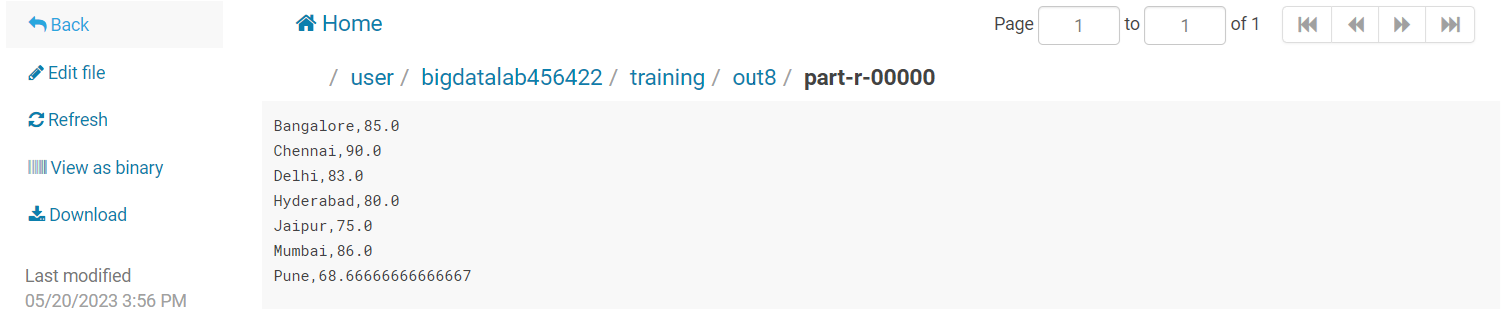 Back
Edit file
Refresh
View as binary
Download
Last modified
05/20/2023 3:56 PM
Home
Page 1 to 1 of 1
/ user / bigdatalab456422 / training / out8 / part-r-00000
Bangalore,85.0
Chennai,90.0
Delhi,83.0
Hyderabad,80.0
Jaipur,75.0
Mumbai,86.0
Pune,68.66666666666667